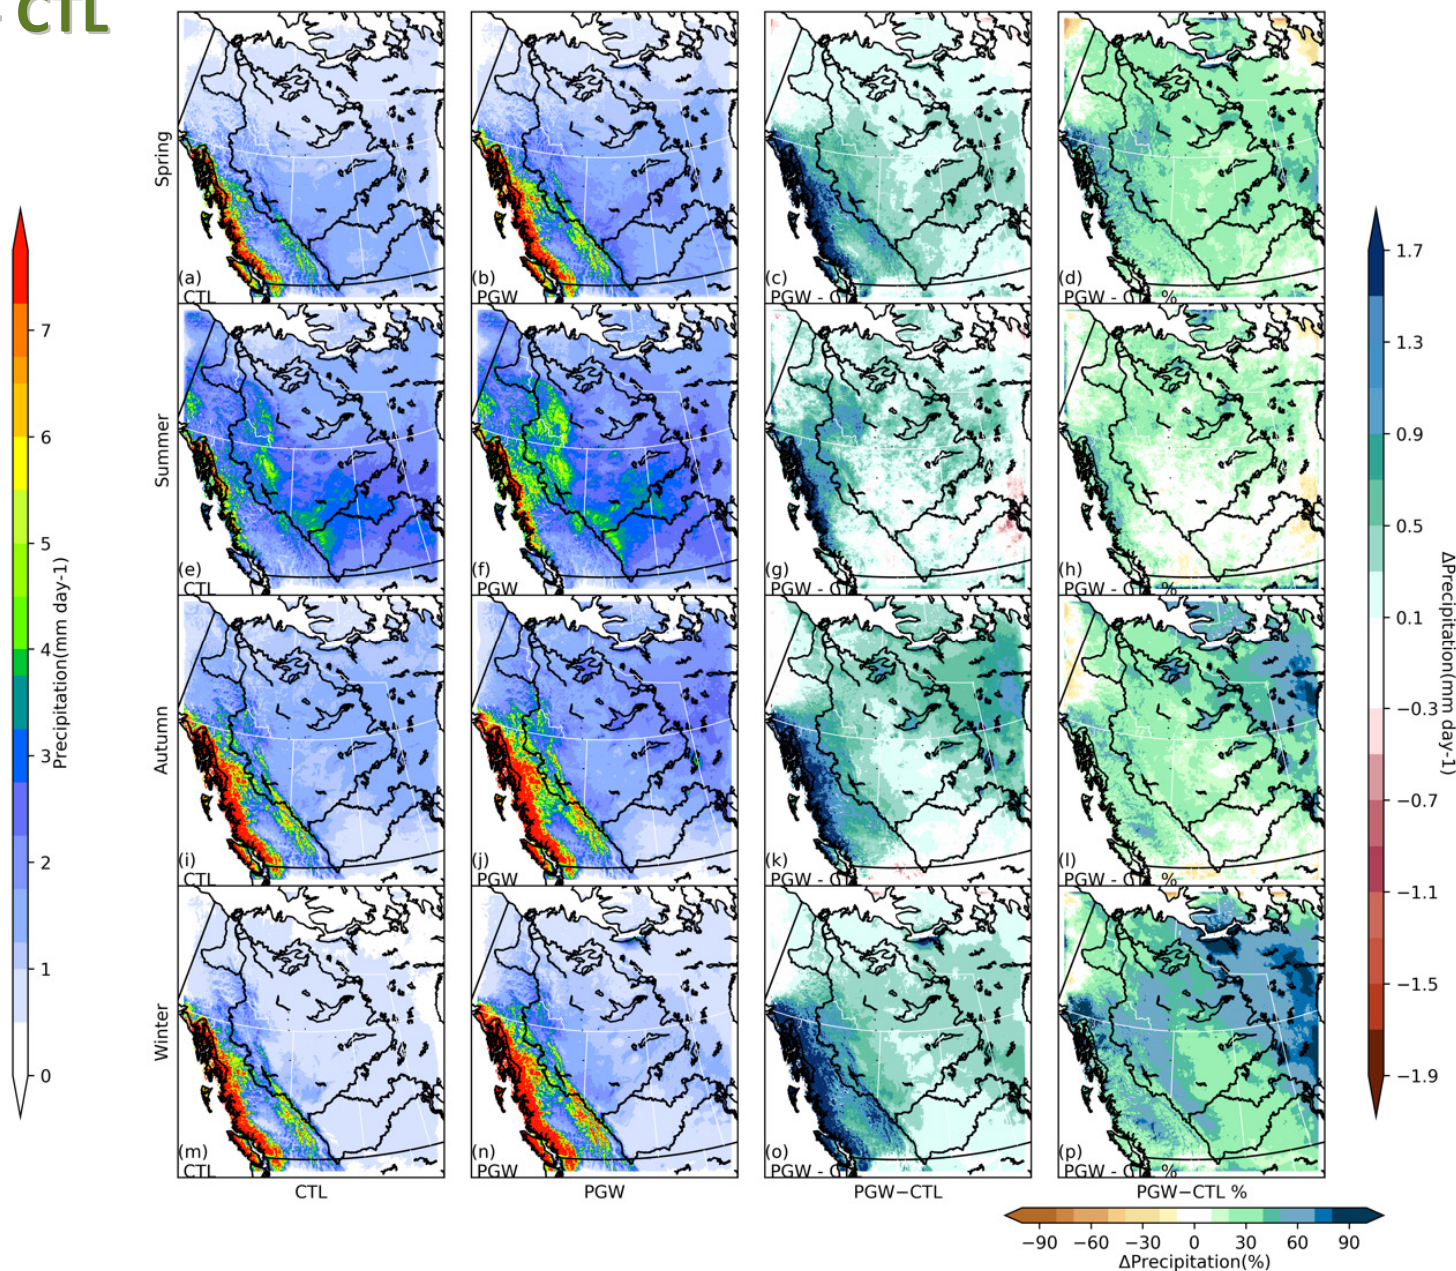 - CTL
Spring
(a)
CTL
(b)
PGW
(c)
PGW - CTL
(d)
PGW - CTL %
Summer
(e)
CTL
(f)
PGW
(g)
PGW - CTL
(h)
PGW - CTL %
Autumn
(i)
CTL
(j)
PGW
(k)
PGW - CTL
(l)
PGW - CTL %
Winter
(m)
CTL
(n)
PGW
(o)
PGW - CTL
(p)
PGW - CTL %
CTL
PGW
PGW−CTL
PGW−CTL %
7
6
5
4
3
2
1
0
Precipitation(mm day-1)
1.7
1.3
0.9
0.5
0.1
−0.3
−0.7
−1.1
−1.5
−1.9
ΔPrecipitation(mm day-1)
−90 −60 −30 0 30 60 90
ΔPrecipitation(%)